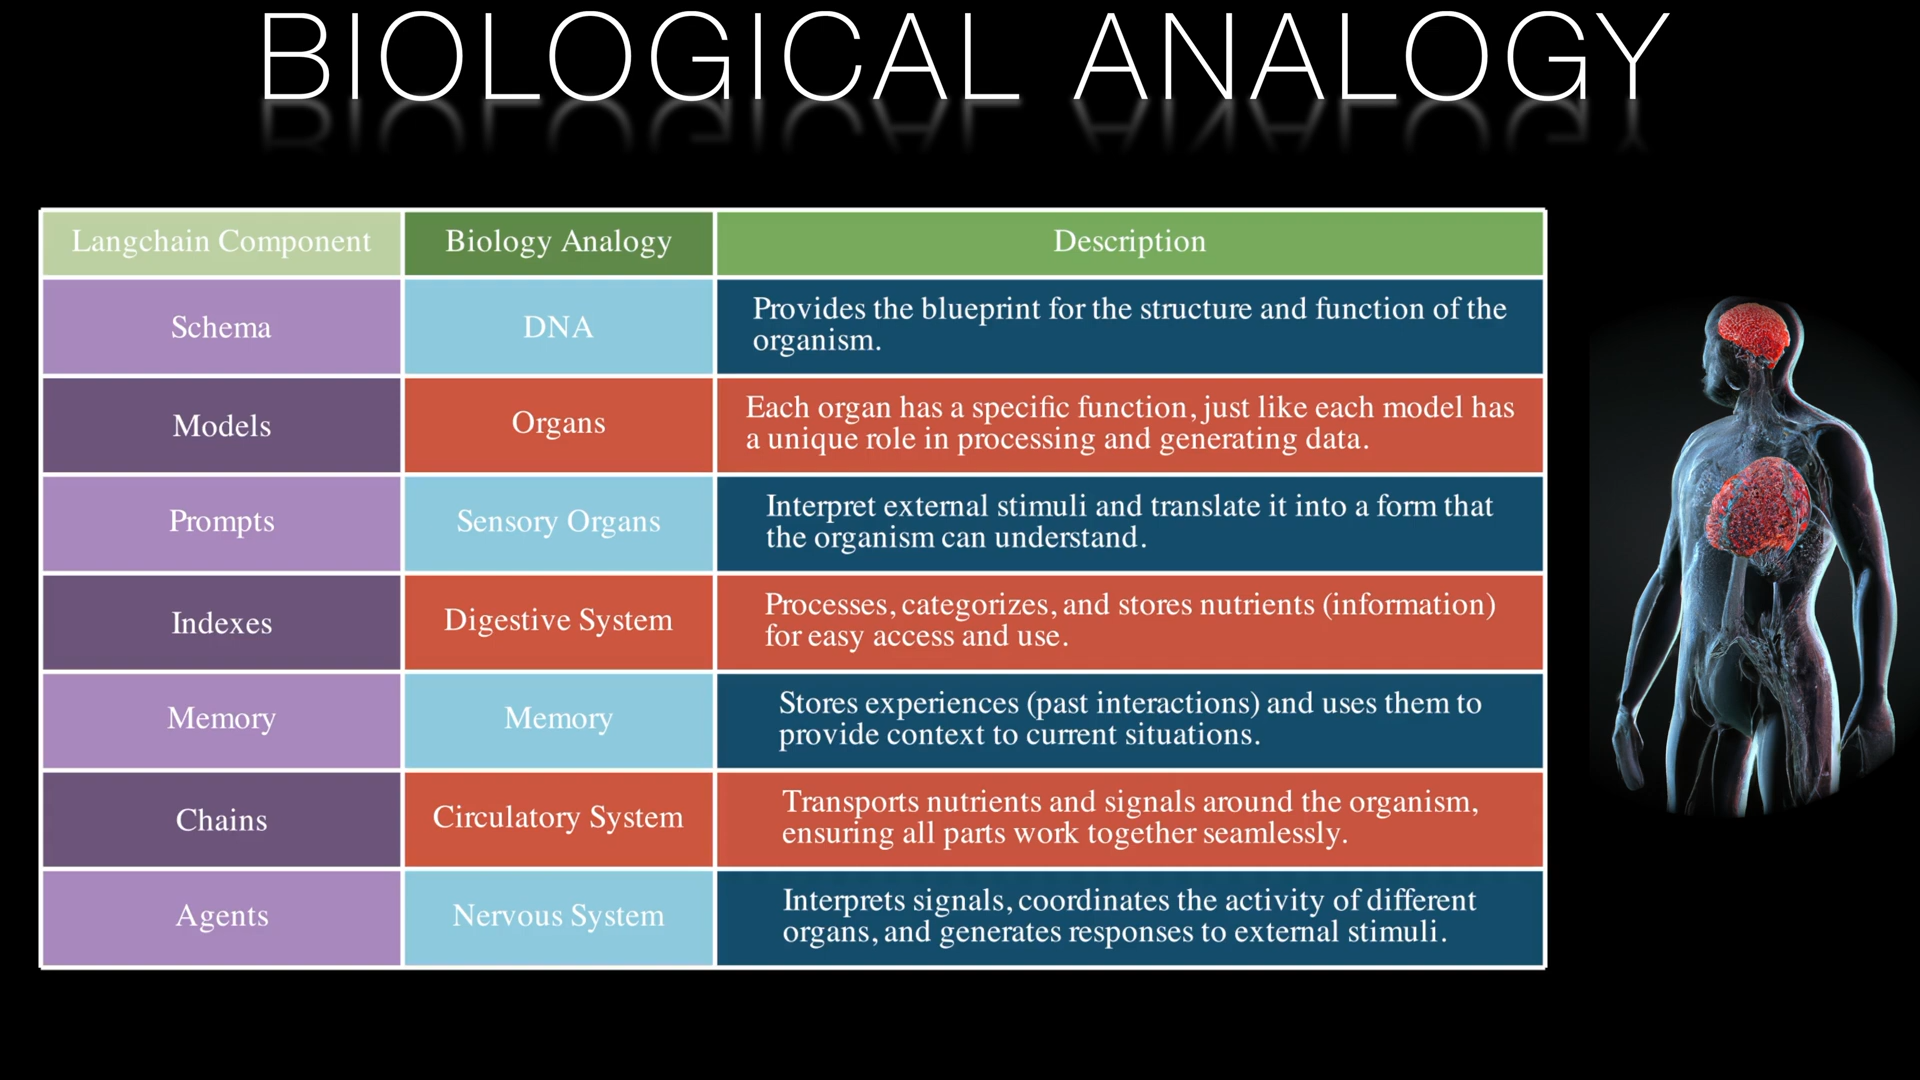 BIOLOGICAL ANALOGY
Langchain Component
Biology Analogy
Description
Schema
DNA
Provides the blueprint for the structure and function of the
organism.
Models
Organs
Each organ has a specific function, just like each model has
a unique role in processing and generating data.
Prompts
Sensory Organs
Interpret external stimuli and translate it into a form that
the organism can understand.
Indexes
Digestive System
Processes, categorizes, and stores nutrients (information)
for easy access and use.
Memory
Memory
Stores experiences (past interactions) and uses them to
provide context to current situations.
Chains
Circulatory System
Transports nutrients and signals around the organism,
ensuring all parts work together seamlessly.
Agents
Nervous System
Interprets signals, coordinates the activity of different
organs, and generates responses to external stimuli.